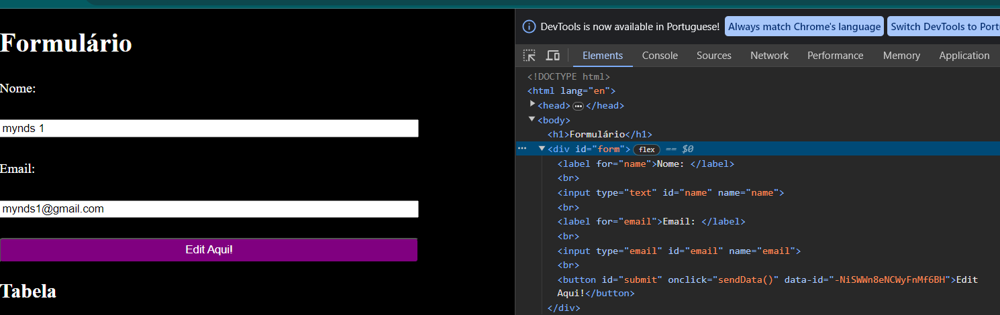 Formulário
Nome:
mynds 1
Email:
mynds1@gmail.com
Edit Aqui!
Tabela
DevTools is now available in Portuguese! Always match Chrome's language Switch DevTools to Port
Elements Console Sources Network Performance Memory Application
<!DOCTYPE html>
<html lang="en">
<head> ••• </head>
<body>
<h1>Formulário</h1>
••• <div id="form"> flex == $0
<label for="name">Nome: </label>
<br>
<input type="text" id="name" name="name">
<br>
<label for="email">Email: </label>
<br>
<input type="email" id="email" name="email">
<br>
<button id="submit" onclick="sendData()" data-id="-NiSWWn8eNCWyFnMf6BH">Edit
Aqui!</button>
</div>